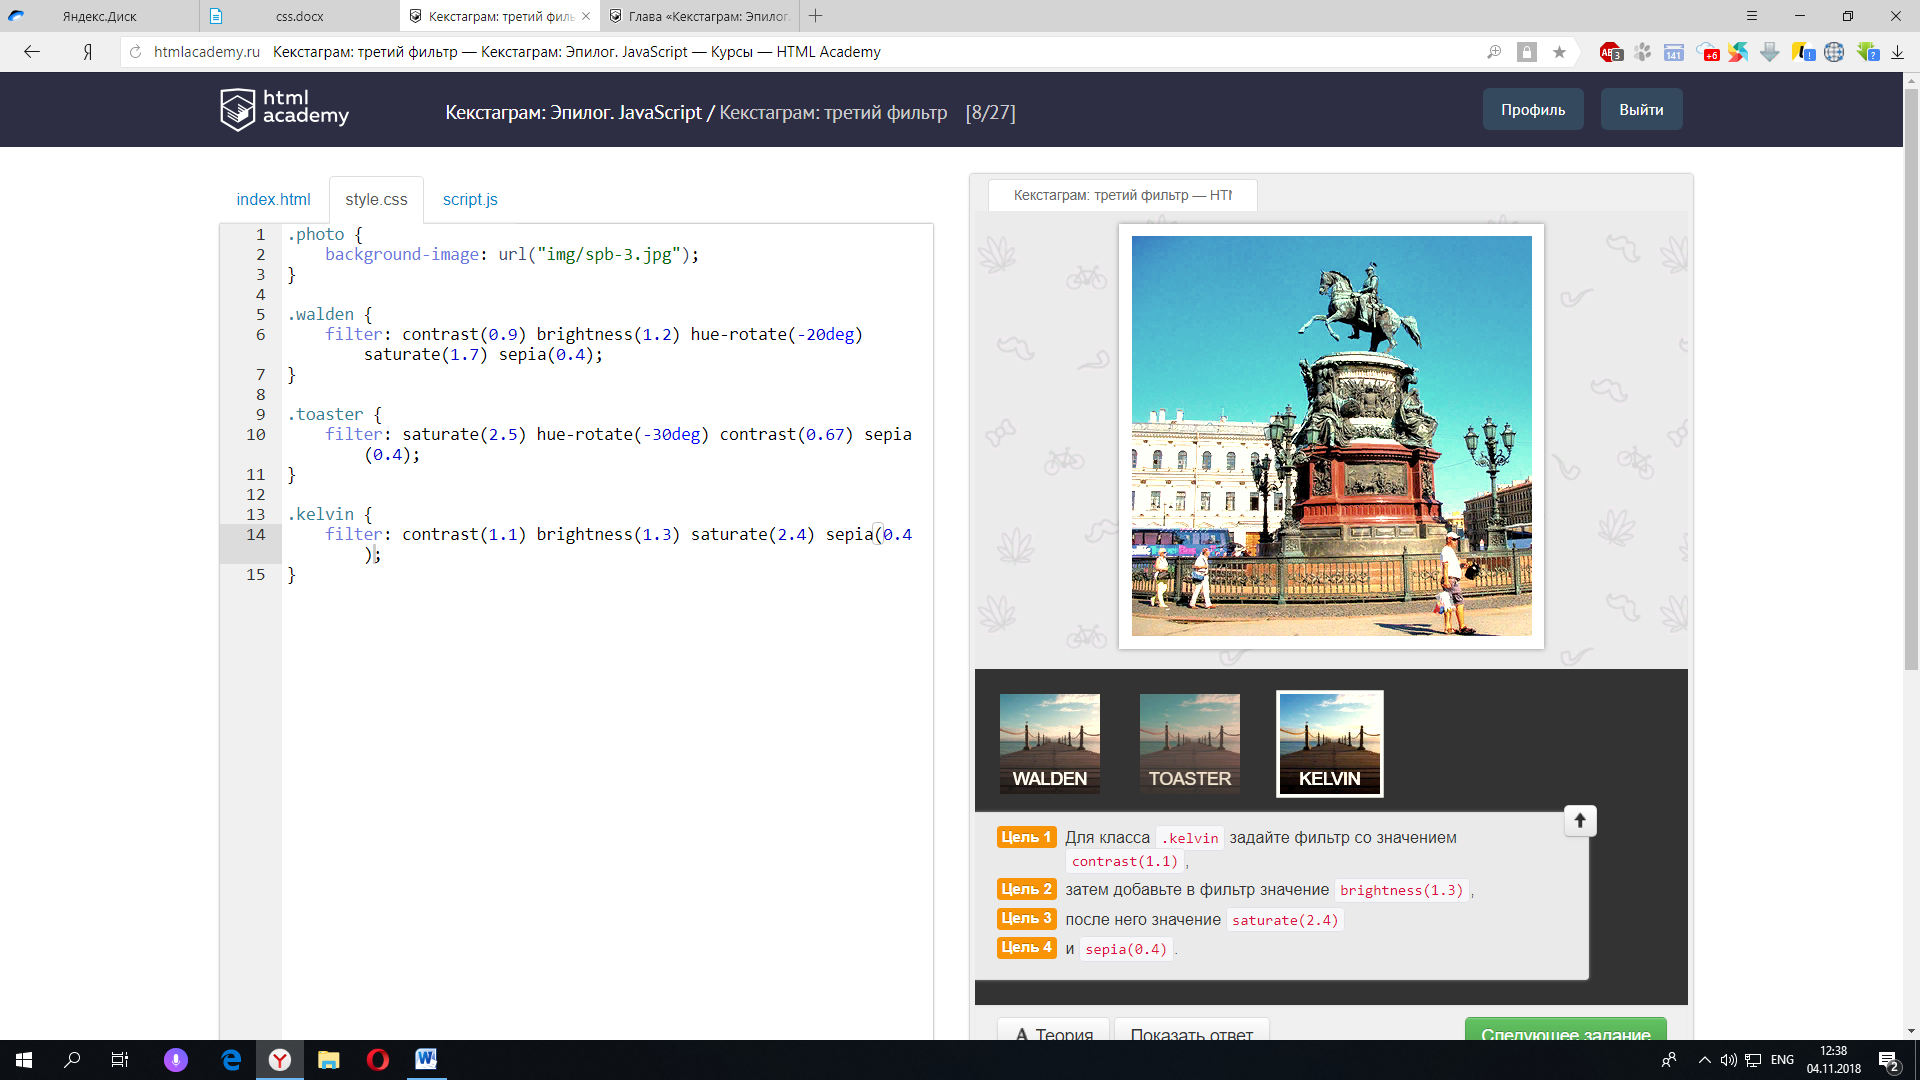 Яндекс.Диск
css.docx
Кекстаграм: третий филь
Глава «Кекстаграм: Эпилог.
Я
htmlacademy.ru Кекстаграм: третий фильтр — Кекстаграм: Эпилог. JavaScript — Курсы — HTML Academy
3
141
+6
!
?
html
academy
Кекстаграм: Эпилог. JavaScript / Кекстаграм: третий фильтр [8/27]
Профиль
Выйти
index.html
style.css
script.js
1 .photo {
2 background-image: url("img/spb-3.jpg");
3 }
4
5 .walden {
6 filter: contrast(0.9) brightness(1.2) hue-rotate(-20deg)
saturate(1.7) sepia(0.4);
7 }
8
9 .toaster {
10 filter: saturate(2.5) hue-rotate(-30deg) contrast(0.67) sepia
(0.4);
11 }
12
13 .kelvin {
14 filter: contrast(1.1) brightness(1.3) saturate(2.4) sepia(0.4
);
15 }
Кекстаграм: третий фильтр — HTM
WALDEN
TOASTER
KELVIN
Цель 1 Для класса .kelvin задайте фильтр со значением
contrast(1.1),
Цель 2 затем добавьте в фильтр значение brightness(1.3),
Цель 3 после него значение saturate(2.4)
Цель 4 и sepia(0.4).
Теория
Показать ответ
Следующее задание
ENG
12:38
04.11.2018
2